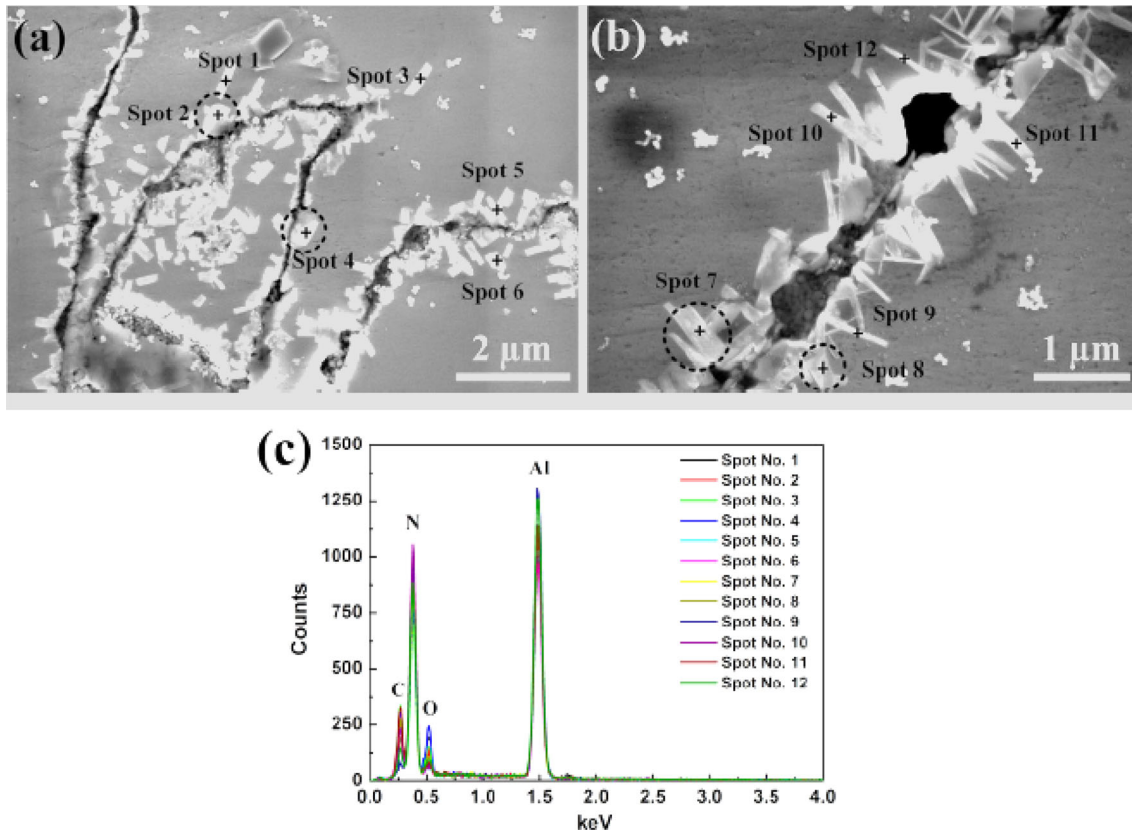 (a)
Spot 1
Spot 2
Spot 3
Spot 4
Spot 5
Spot 6
2 µm
(b)
Spot 12
Spot 10
Spot 11
Spot 7
Spot 9
Spot 8
1 µm
(c)
1500
1250
1000
750
500
250
0
Counts
C
N
O
Al
Spot No. 1
Spot No. 2
Spot No. 3
Spot No. 4
Spot No. 5
Spot No. 6
Spot No. 7
Spot No. 8
Spot No. 9
Spot No. 10
Spot No. 11
Spot No. 12
0.0 0.5 1.0 1.5 2.0 2.5 3.0 3.5 4.0
keV